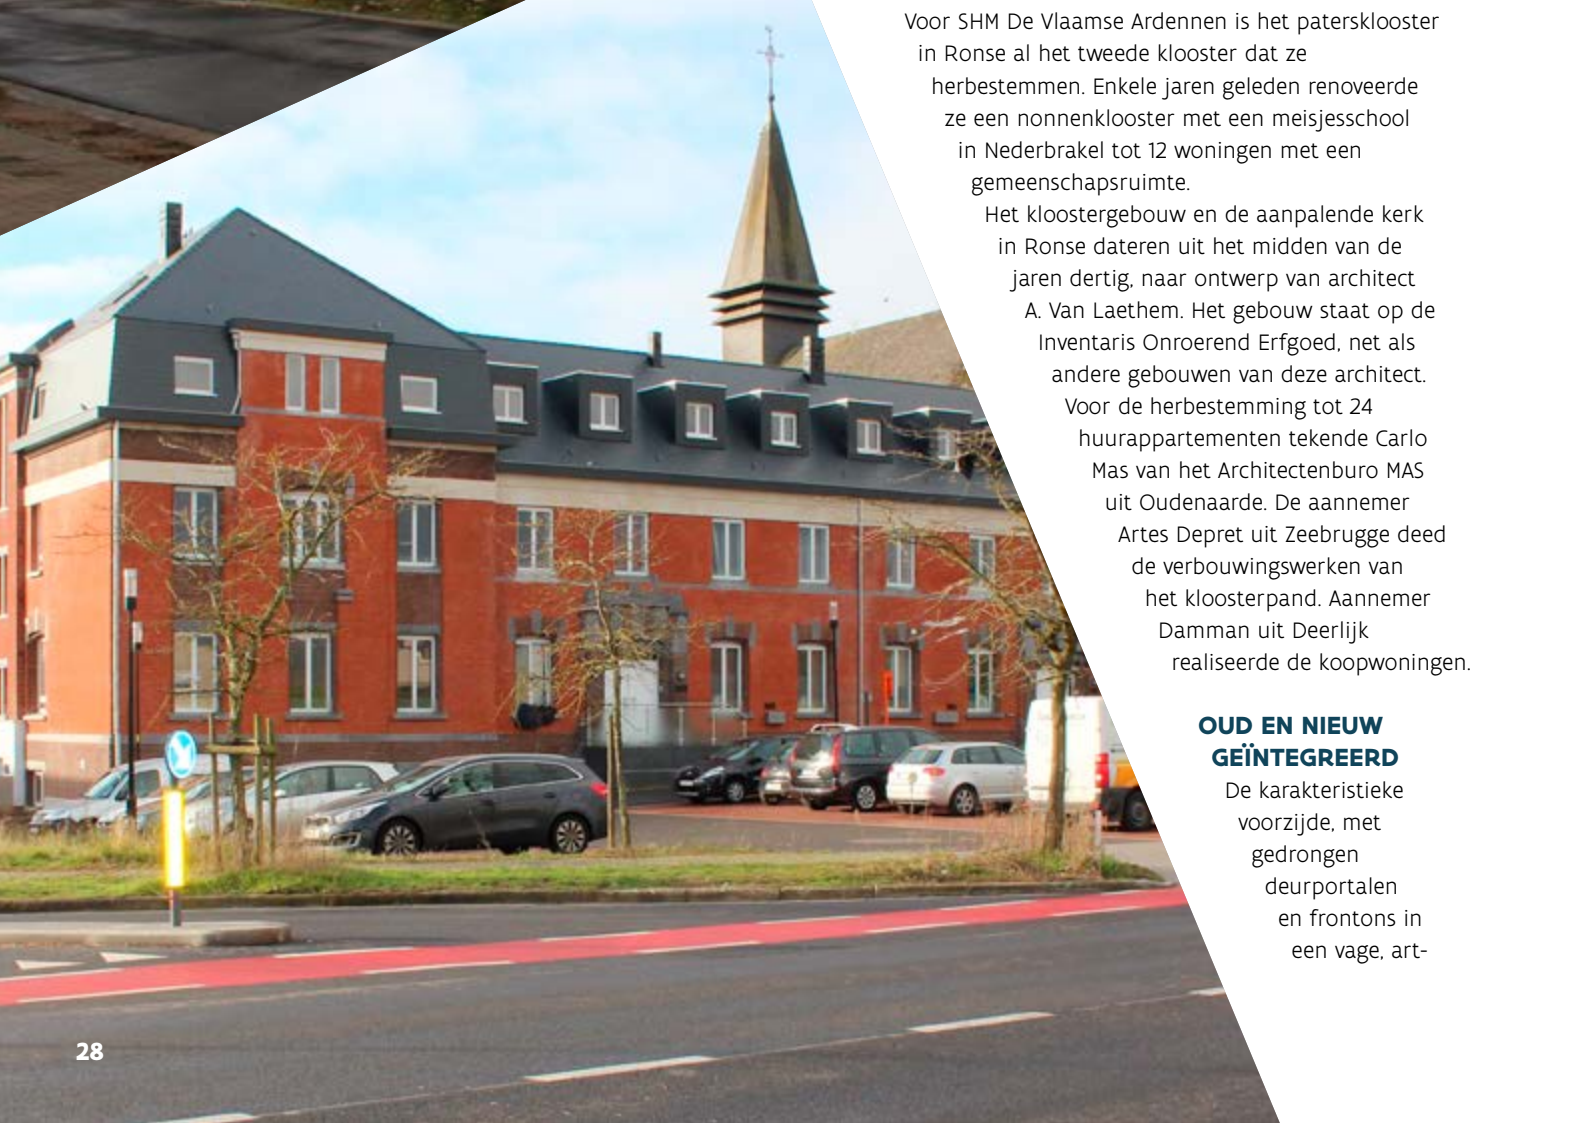 Voor SHM De Vlaamse Ardennen is het patersklooster
in Ronse al het tweede klooster dat ze
herbestemmen. Enkele jaren geleden renoveerde
ze een nonnenklooster met een meisjesschool
in Nederbrakel tot 12 woningen met een
gemeenschapsruimte.
Het kloostergebouw en de aanpalende kerk
in Ronse dateren uit het midden van de
jaren dertig, naar ontwerp van architect
A. Van Laethem. Het gebouw staat op de
Inventaris Onroerend Erfgoed, net als
andere gebouwen van deze architect.
Voor de herbestemming tot 24
huurappartementen tekende Carlo
Mas van het Architectenburo MAS
uit Oudenaarde. De aannemer
Artes Depret uit Zeebrugge deed
de verbouwingswerken van
het kloosterpand. Aannemer
Damman uit Deerlijk
realiseerde de koopwoningen.
OUD EN NIEUW
GEÏNTEGREERD
De karakteristieke
voorzijde, met
gedrongen
deurportalen
en frontons in
een vage, art-
28